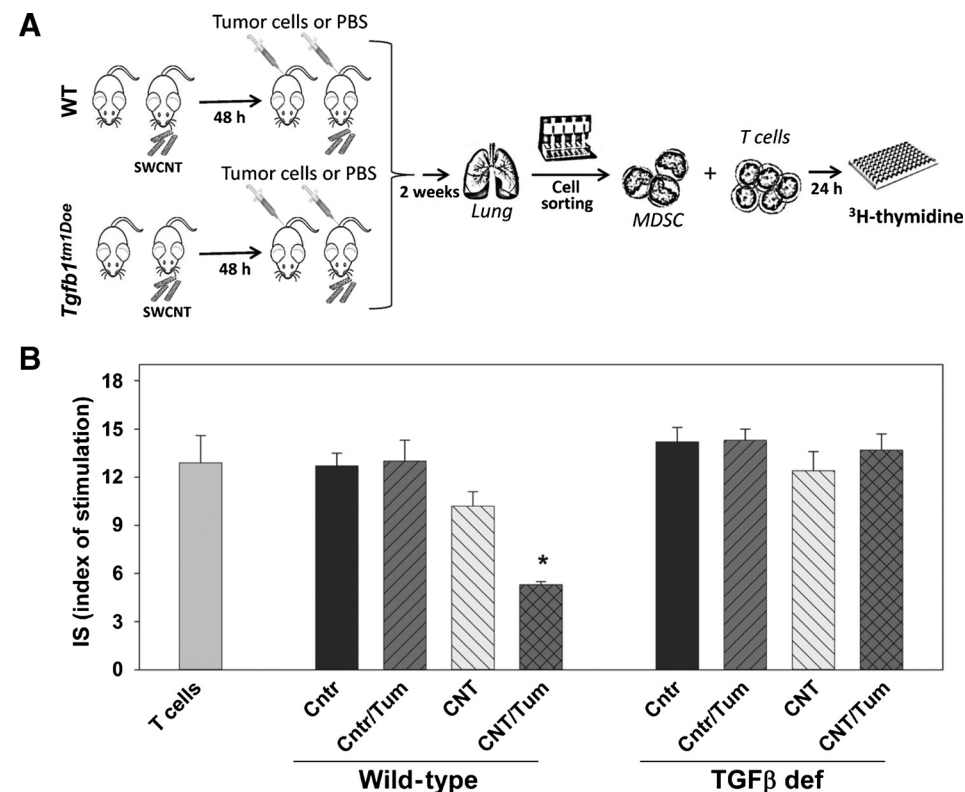 A
Tumor cells or PBS
WT
48 h
SWCNT
Tumor cells or PBS
Tgfb1tm1Doe
48 h
SWCNT
2 weeks
Lung
Cell
sorting
MDSC
+
T cells
24 h
³H-thymidine
B
IS (index of stimulation)
18
15
12
9
6
3
0
*
T cells
Cntr
Cntr/Tum
CNT
CNT/Tum
Cntr
Cntr/Tum
CNT
CNT/Tum
Wild-type
TGFβ def